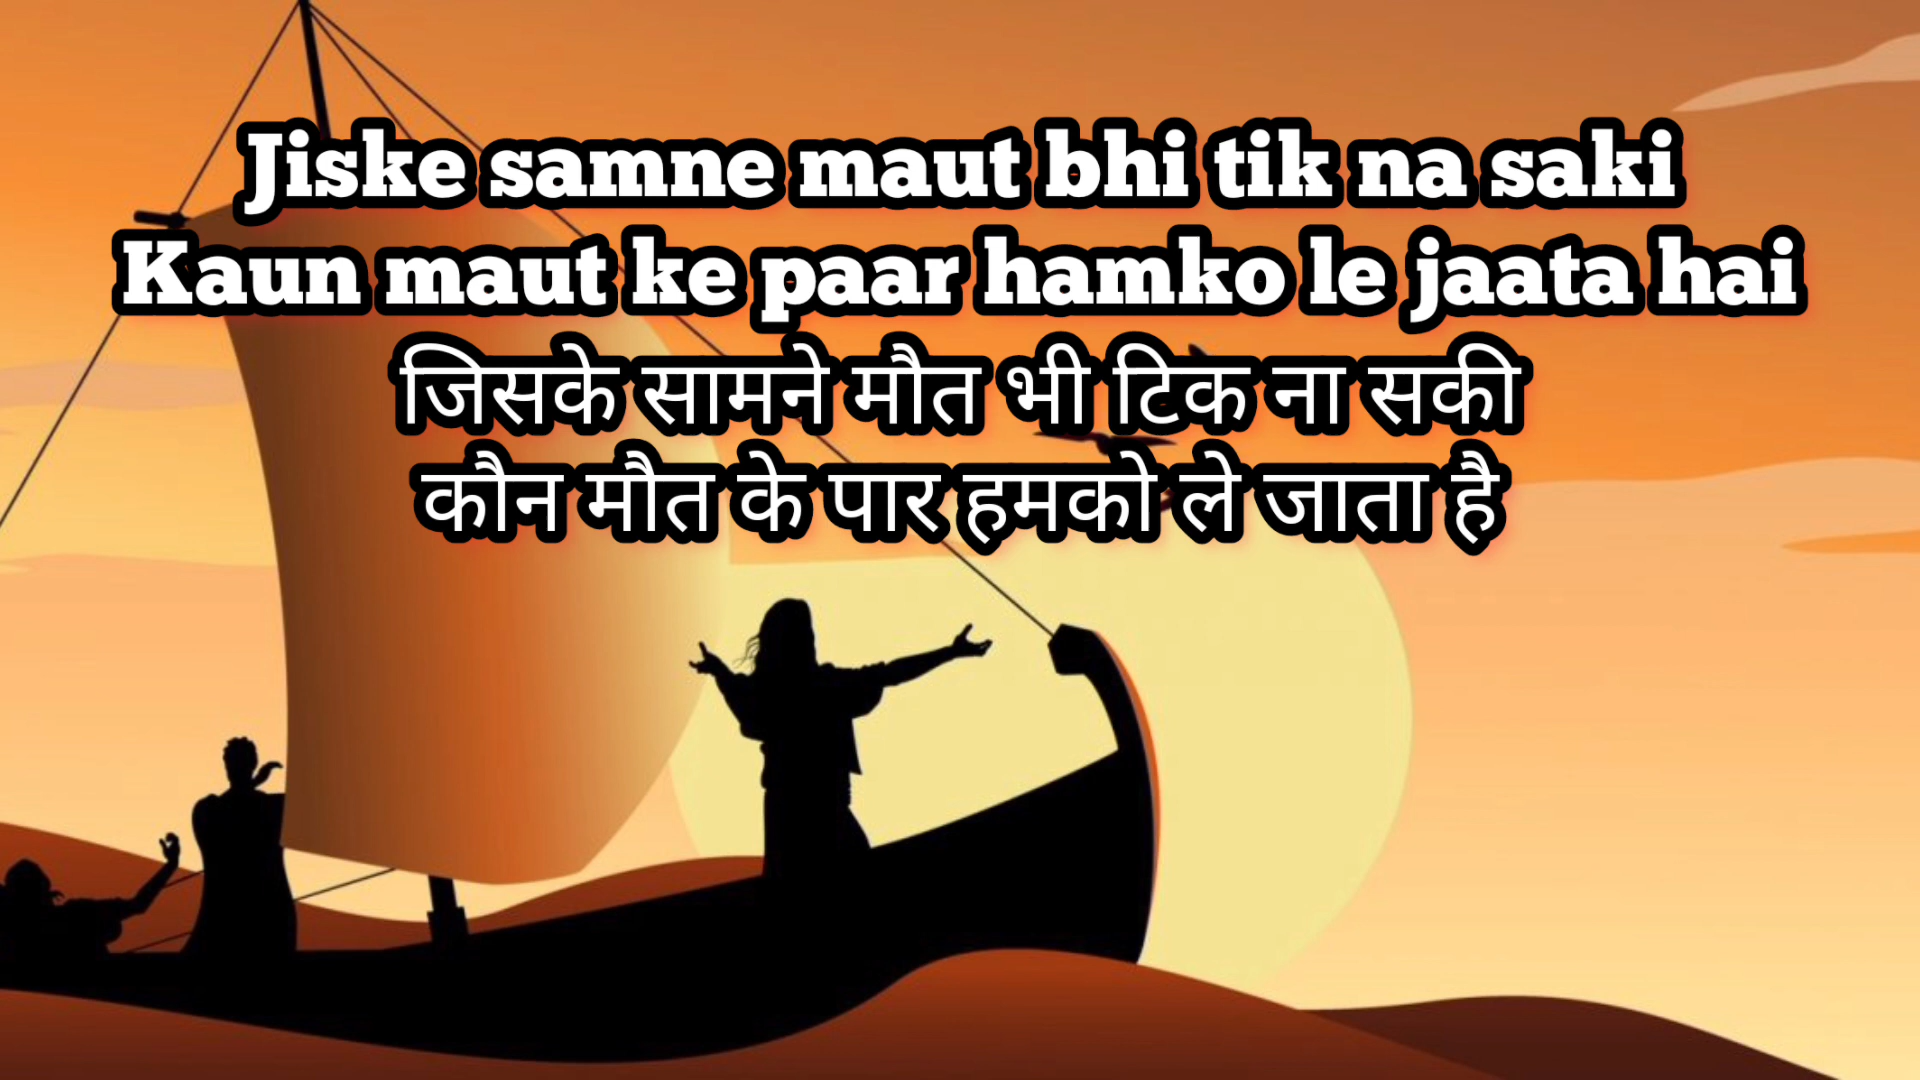 Jiske samne maut bhi tik na saki
Kaun maut ke paar hamko le jaata hai
जिसके सामने मौत भी टिक ना सकी
कौन मौत के पार हमको ले जाता है